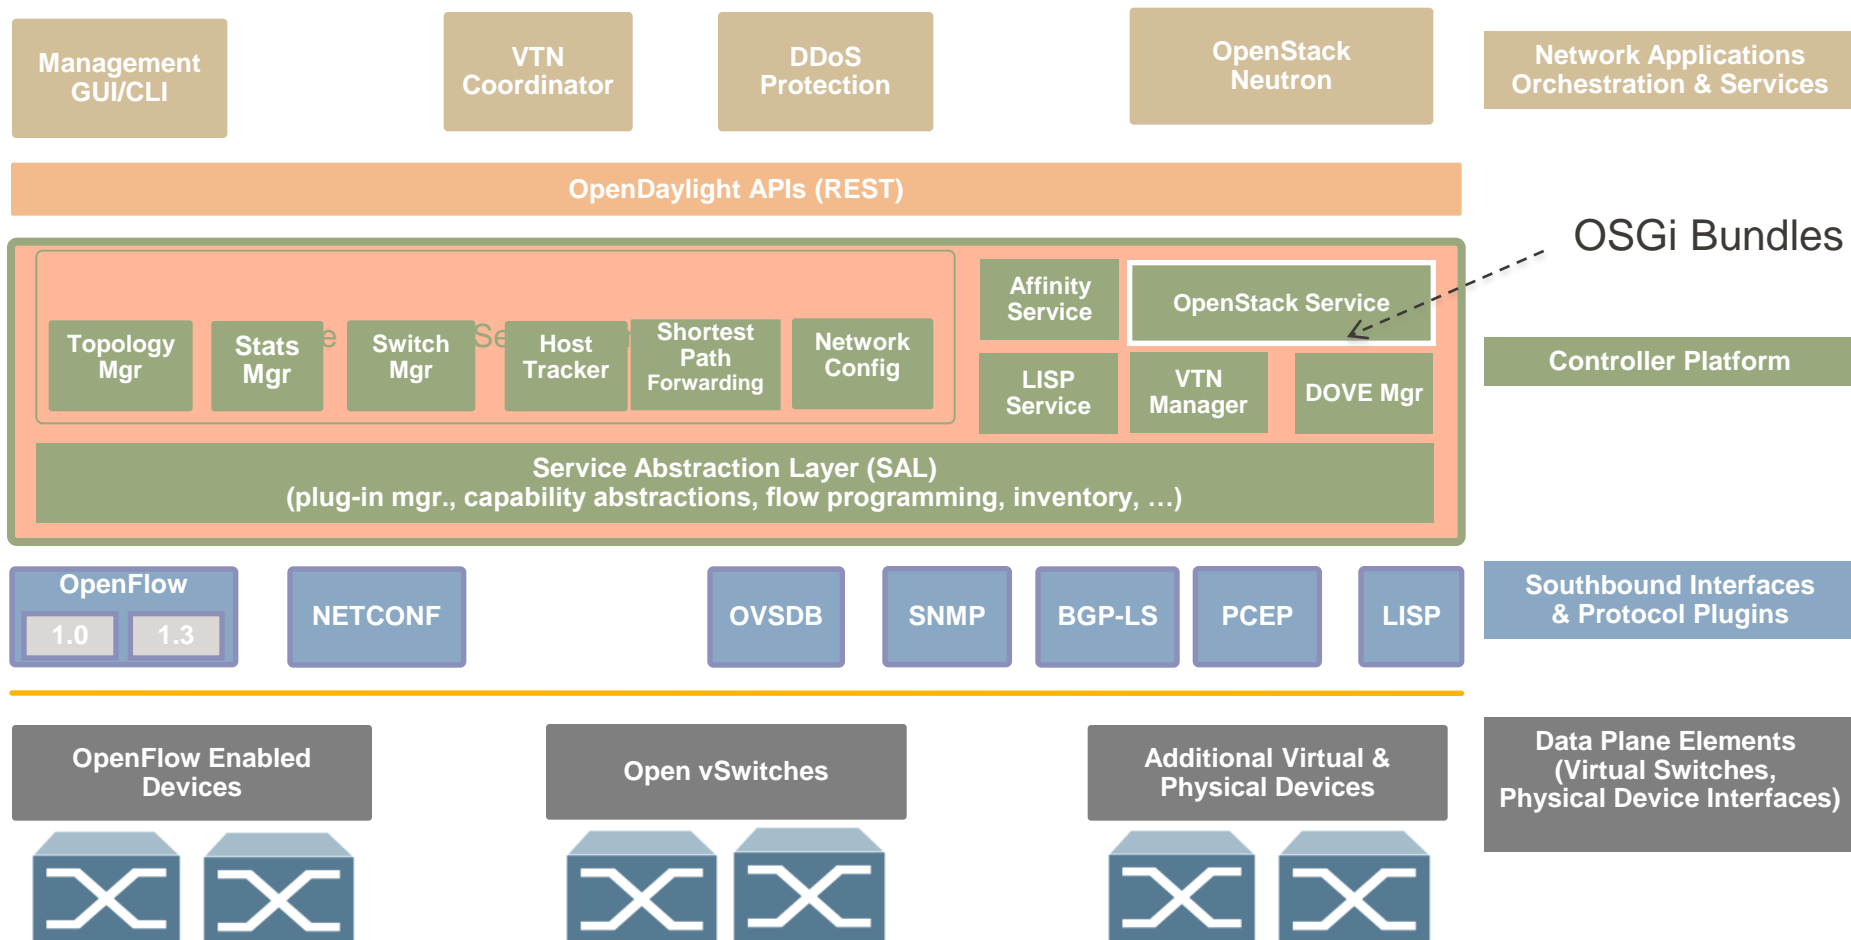 Management
GUI/CLI
VTN
Coordinator
DDoS
Protection
OpenStack
Neutron
Network Applications
Orchestration & Services
OpenDaylight APIs (REST)
OSGi Bundles
Topology
Mgr
Stats
Mgr
Switch
Mgr
Host
Tracker
Shortest
Path
Forwarding
Network
Config
Affinity
Service
OpenStack Service
LISP
Service
VTN
Manager
DOVE Mgr
Controller Platform
Service Abstraction Layer (SAL)
(plug-in mgr., capability abstractions, flow programming, inventory, …)
OpenFlow
1.0
1.3
NETCONF
OVSDB
SNMP
BGP-LS
PCEP
LISP
Southbound Interfaces
& Protocol Plugins
OpenFlow Enabled
Devices
Open vSwitches
Additional Virtual &
Physical Devices
Data Plane Elements
(Virtual Switches,
Physical Device Interfaces)